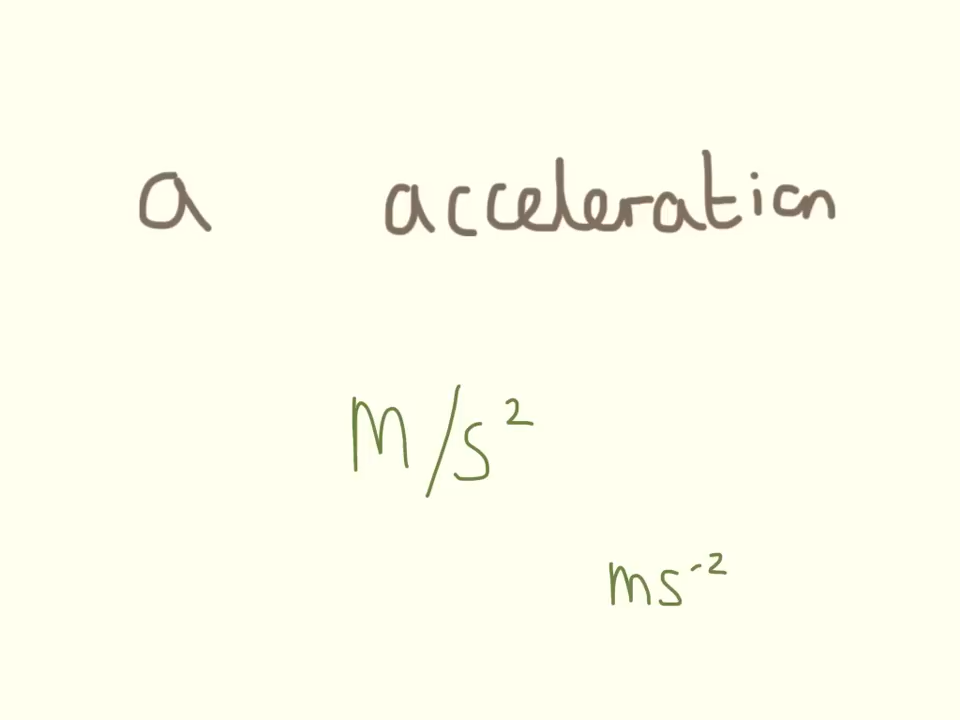 a acceleration
m/s²
ms⁻²